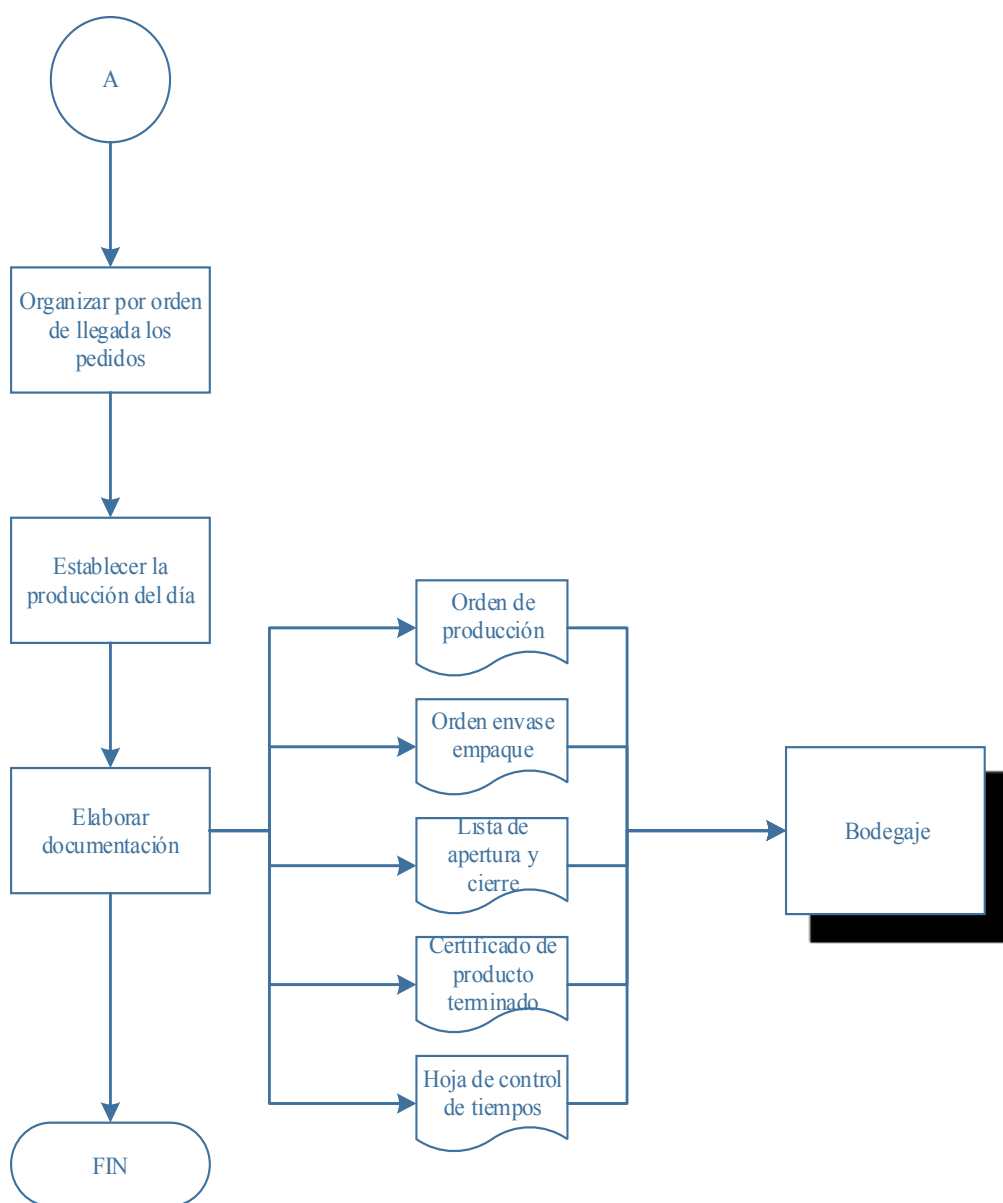 A
Organizar por orden
de llegada los
pedidos
Establecer la
producción del día
Elaborar
documentación
FIN
Orden de
producción
Orden envase
empaque
Lista de
apertura y
cierre
Certificado de
producto
terminado
Hoja de control
de tiempos
Bodegaje